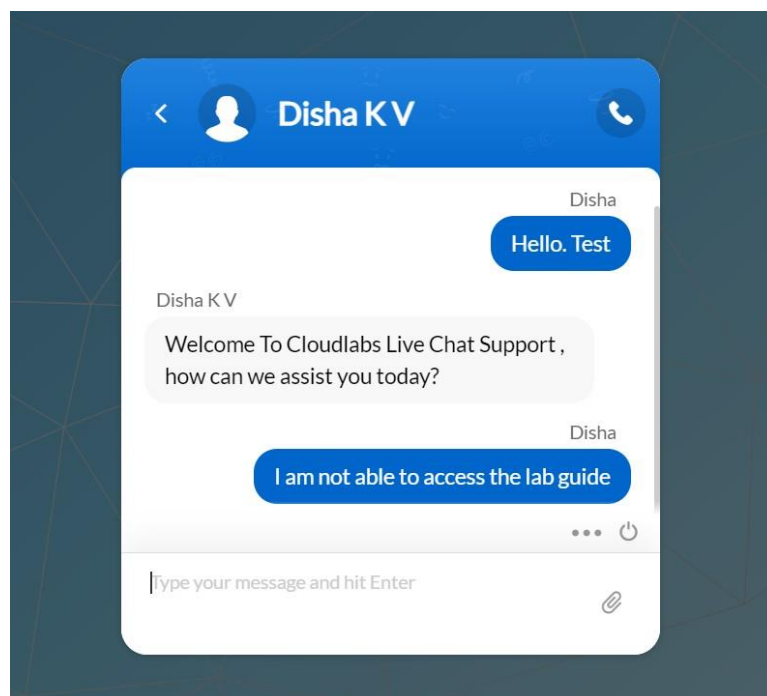 Disha K V
Disha
Hello. Test
Disha K V
Welcome To Cloudlabs Live Chat Support ,
how can we assist you today?
Disha
I am not able to access the lab guide
Type your message and hit Enter